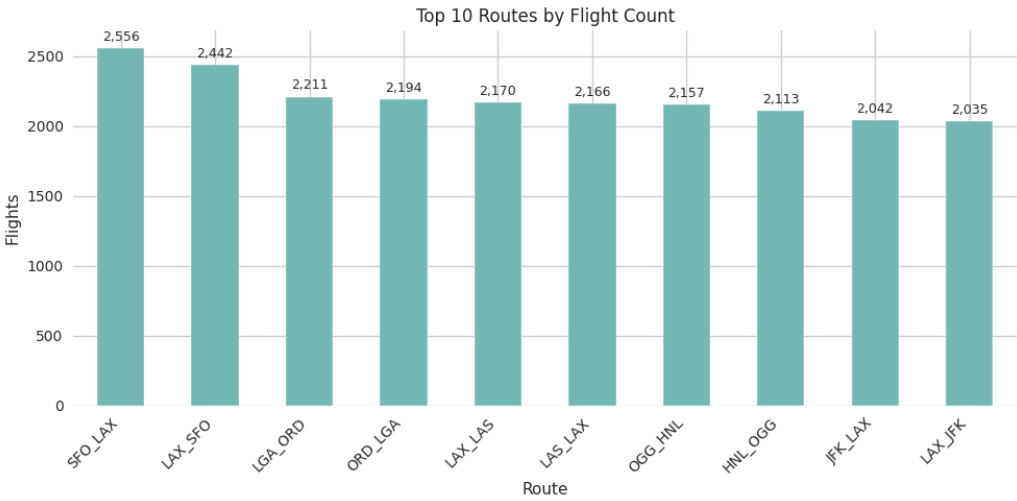 Top 10 Routes by Flight Count
2,556
2,442
2,211
2,194
2,170
2,166
2,157
2,113
2,042
2,035
2500
2000
1500
1000
500
0
Flights
SFO_LAX
LAX_SFO
LGA_ORD
ORD_LGA
LAX_LAS
LAS_LAX
OGG_HNL
HNL_OGG
JFK_LAX
LAX_JFK
Route